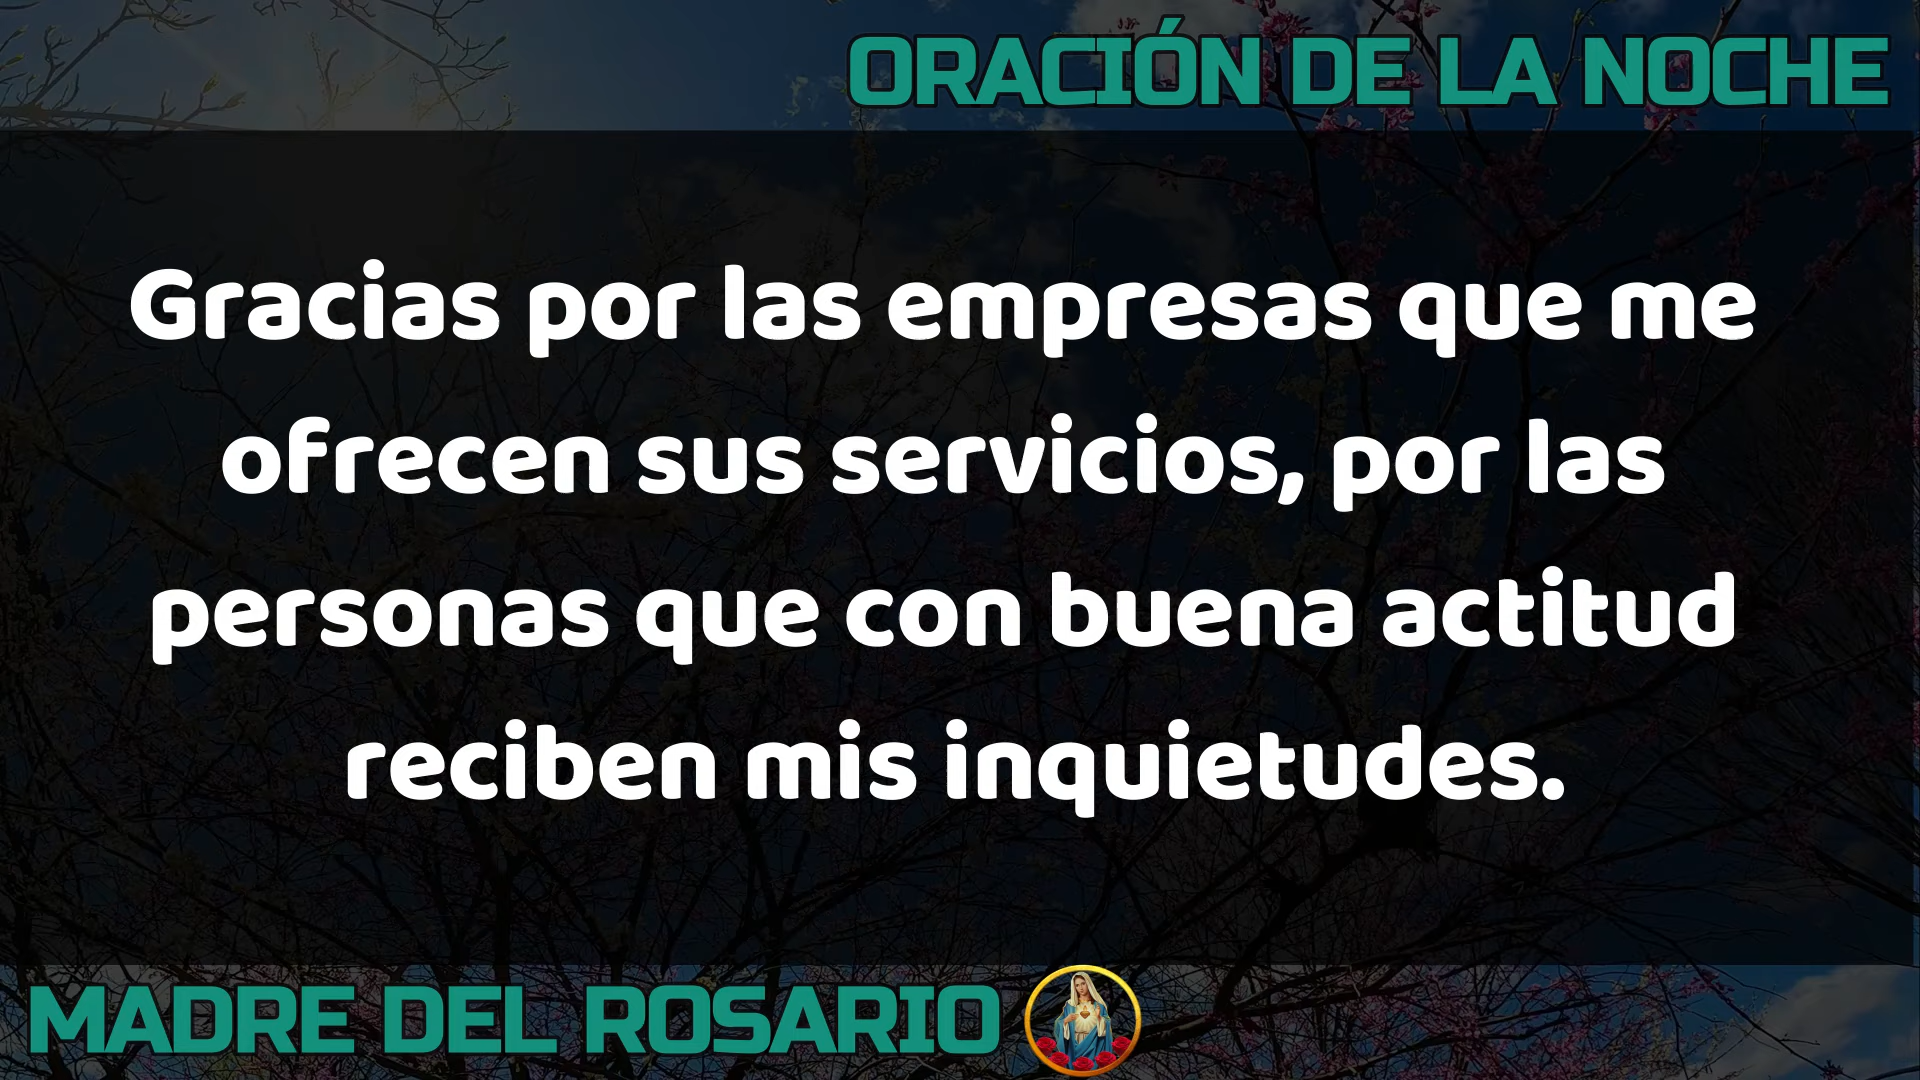 ORACIÓN DE LA NOCHE
Gracias por las empresas que me
ofrecen sus servicios, por las
personas que con buena actitud
reciben mis inquietudes.
MADRE DEL ROSARIO